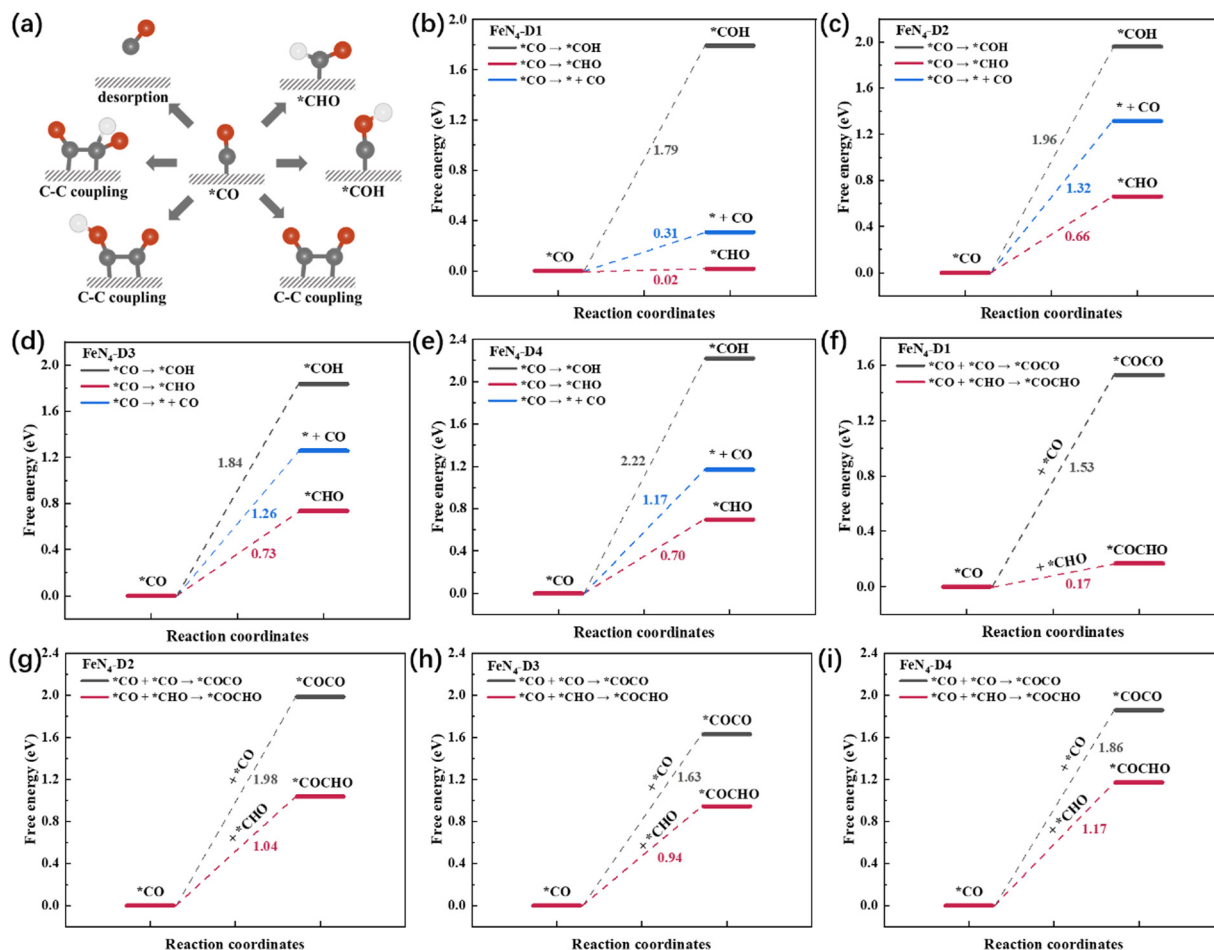 (a)
desorption
*CHO
C-C coupling
*CO
*COH
C-C coupling
C-C coupling
(b)
FeN₄-D1
*CO → *COH
*CO → *CHO
*CO → * + CO
*COH
1.79
* + CO
0.31
*CO
*CHO
0.02
2.0
1.6
1.2
0.8
0.4
0.0
Free energy (eV)
Reaction coordinates
(c)
FeN₄-D2
*CO → *COH
*CO → *CHO
*CO → * + CO
*COH
* + CO
1.96
1.32
*CHO
0.66
*CO
2.0
1.6
1.2
0.8
0.4
0.0
Free energy (eV)
Reaction coordinates
(d)
FeN₄-D3
*CO → *COH
*CO → *CHO
*CO → * + CO
*COH
* + CO
1.84
1.26
*CHO
0.73
*CO
2.0
1.6
1.2
0.8
0.4
0.0
Free energy (eV)
Reaction coordinates
(e)
FeN₄-D4
*CO → *COH
*CO → *CHO
*CO → * + CO
*COH
2.22
* + CO
1.17
*CHO
0.70
*CO
2.4
2.0
1.6
1.2
0.8
0.4
0.0
Free energy (eV)
Reaction coordinates
(f)
FeN₄-D1
*CO + *CO → *COCO
*CO + *CHO → *COCHO
*COCO
+ *CO
1.53
*COCHO
+ *CHO
0.17
*CO
1.6
1.2
0.8
0.4
0.0
Free energy (eV)
Reaction coordinates
(g)
FeN₄-D2
*CO + *CO → *COCO
*CO + *CHO → *COCHO
*COCO
+ *CO
1.98
*COCHO
+ *CHO
1.04
*CO
2.4
2.0
1.6
1.2
0.8
0.4
0.0
Free energy (eV)
Reaction coordinates
(h)
FeN₄-D3
*CO + *CO → *COCO
*CO + *CHO → *COCHO
*COCO
+ *CO
1.63
*COCHO
+ *CHO
0.94
*CO
2.4
2.0
1.6
1.2
0.8
0.4
0.0
Free energy (eV)
Reaction coordinates
(i)
FeN₄-D4
*CO + *CO → *COCO
*CO + *CHO → *COCHO
*COCO
+ *CO
1.86
*COCHO
+ *CHO
1.17
*CO
2.4
2.0
1.6
1.2
0.8
0.4
0.0
Free energy (eV)
Reaction coordinates